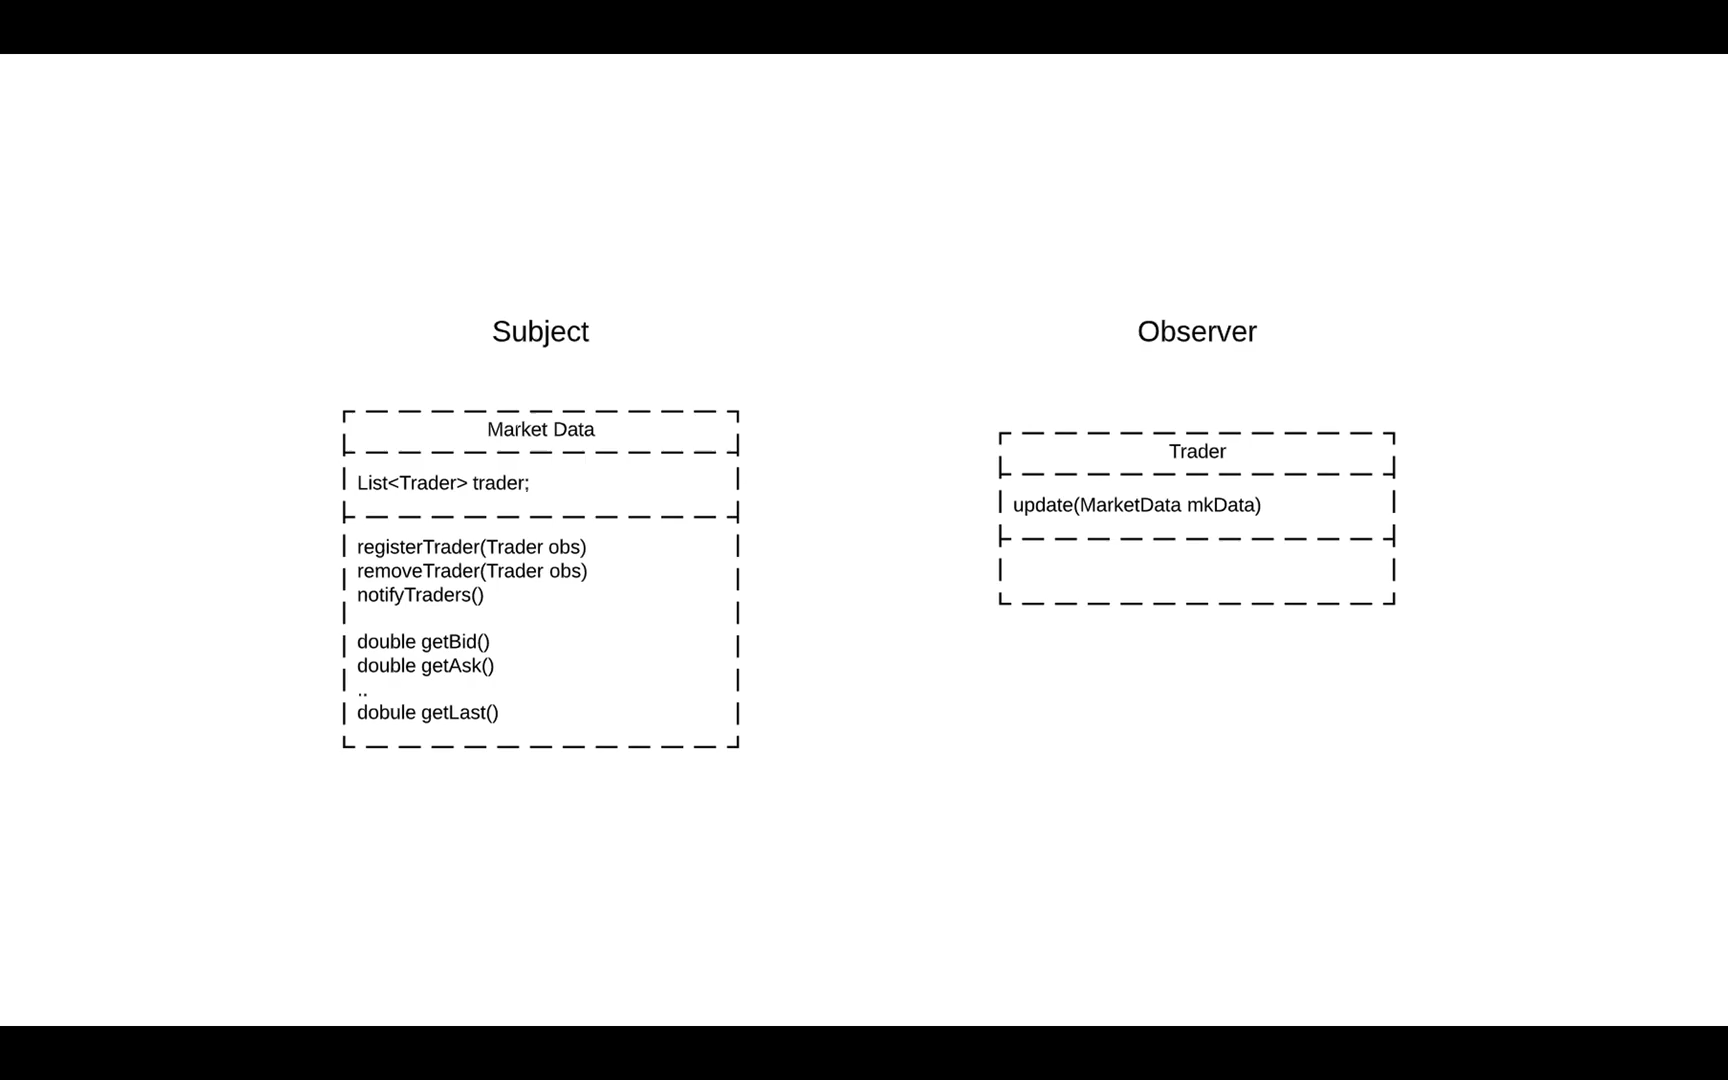 Subject
Market Data
List<Trader> trader;
registerTrader(Trader obs)
removeTrader(Trader obs)
notifyTraders()
double getBid()
double getAsk()
..
dobule getLast()
Observer
Trader
update(MarketData mkData)